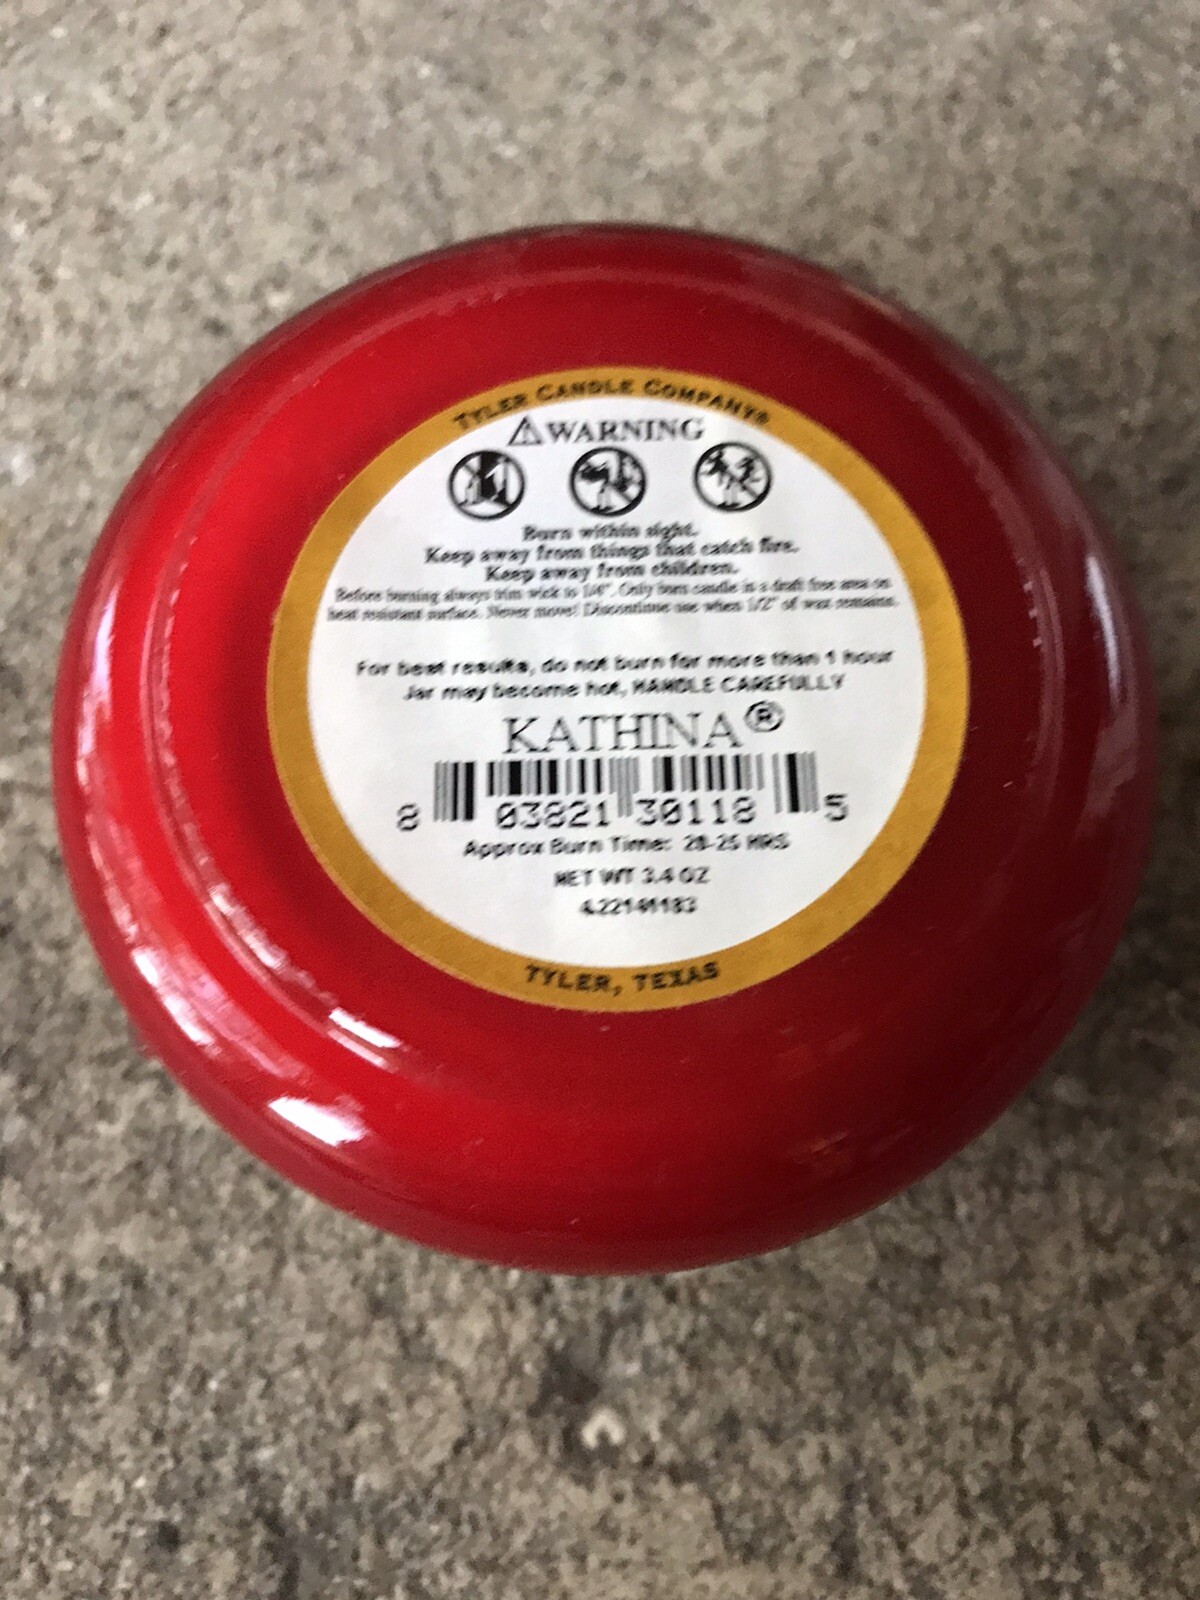 TYLER CANDLE COMPANY®
⚠WARNING
Burn within sight.
Keep away from things that catch fire.
Keep away from children.
Before burning always trim wick to 1/4". Only burn candle in a draft free area on
heat resistant surface. Never move! Discontinue use when 1/2" of wax remains.
For best results, do not burn for more than 1 hour
Jar may become hot, HANDLE CAREFULLY
KATHINA®
8 03821 30118 5
Approx Burn Time: 20-25 HRS
NET WT 3.4 OZ
TYLER, TEXAS